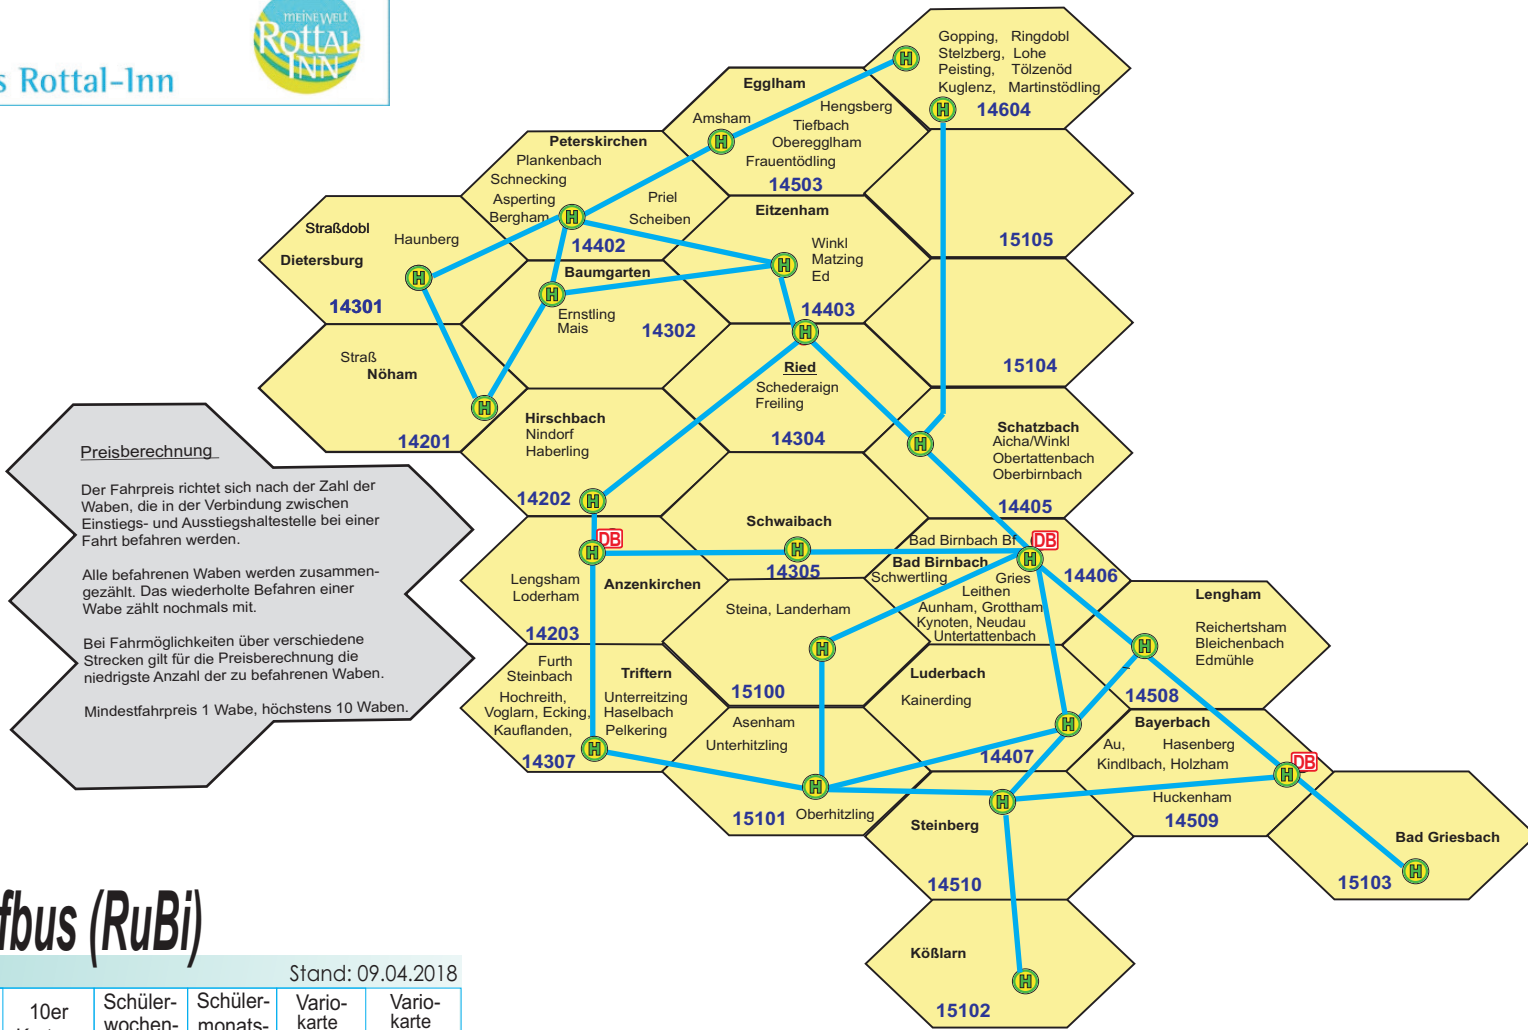 MEINE WELT
ROTTAL-
INN
s Rottal-Inn
Gopping, Ringdobl
Stelzberg, Lohe
Peisting, Tölzenöd
Kuglenz, Martinstödling
H
H
14604
Egglham
Amsham
Hengsberg
Tiefbach
Oberegglham
Frauentödling
H
14503
Peterskirchen
Plankenbach
Schnecking
Asperting
Bergham
Priel
Scheiben
H
14402
Eitzenham
Winkl
Matzing
Ed
H
14403
15105
Straßdobl
Haunberg
Dietersburg
H
14301
Baumgarten
H
Ernstling
Mais
14302
15104
Straß
Nöham
H
14201
H
Ried
Schederaign
Freiling
14304
Hirschbach
Nindorf
Haberling
14202
H
Schatzbach
Aicha/Winkl
Obertattenbach
Oberbirnbach
H
14405
Schwaibach
H
14305
DB
H
Lengsham
Loderham
Anzenkirchen
14203
Bad Birnbach Bf
DB
H
Bad Birnbach
Schwertling
Gries
Leithen
Aunham, Grottham
Kynoten, Neudau
Untertattenbach
14406
Steina, Landerham
H
15100
Lengham
Reichertsham
Bleichenbach
Edmühle
H
14508
Furth
Steinbach
Hochreith,
Voglarn, Ecking,
Kauflanden,
Triftern
Unterreitzing
Haselbach
Pelkering
H
14307
Luderbach
Kainerding
H
14407
Asenham
Unterhitzling
H
15101
Oberhitzling
Bayerbach
Au, Hasenberg
Kindlbach, Holzham
Huckenham
DB
H
14509
H
Steinberg
14510
Bad Griesbach
H
15103
Kößlarn
H
15102
Preisberechnung
Der Fahrpreis richtet sich nach der Zahl der
Waben, die in der Verbindung zwischen
Einstiegs- und Ausstiegshaltestelle bei einer
Fahrt befahren werden.
Alle befahrenen Waben werden zusammen-
gezählt. Das wiederholte Befahren einer
Wabe zählt nochmals mit.
Bei Fahrmöglichkeiten über verschiedene
Strecken gilt für die Preisberechnung die
niedrigste Anzahl der zu befahrenen Waben.
Mindestfahrpreis 1 Wabe, höchstens 10 Waben.
fbus (RuBi)
Stand: 09.04.2018
10er
Schüler-
wochen-
Schüler-
monats-
Vario-
karte
Vario-
karte